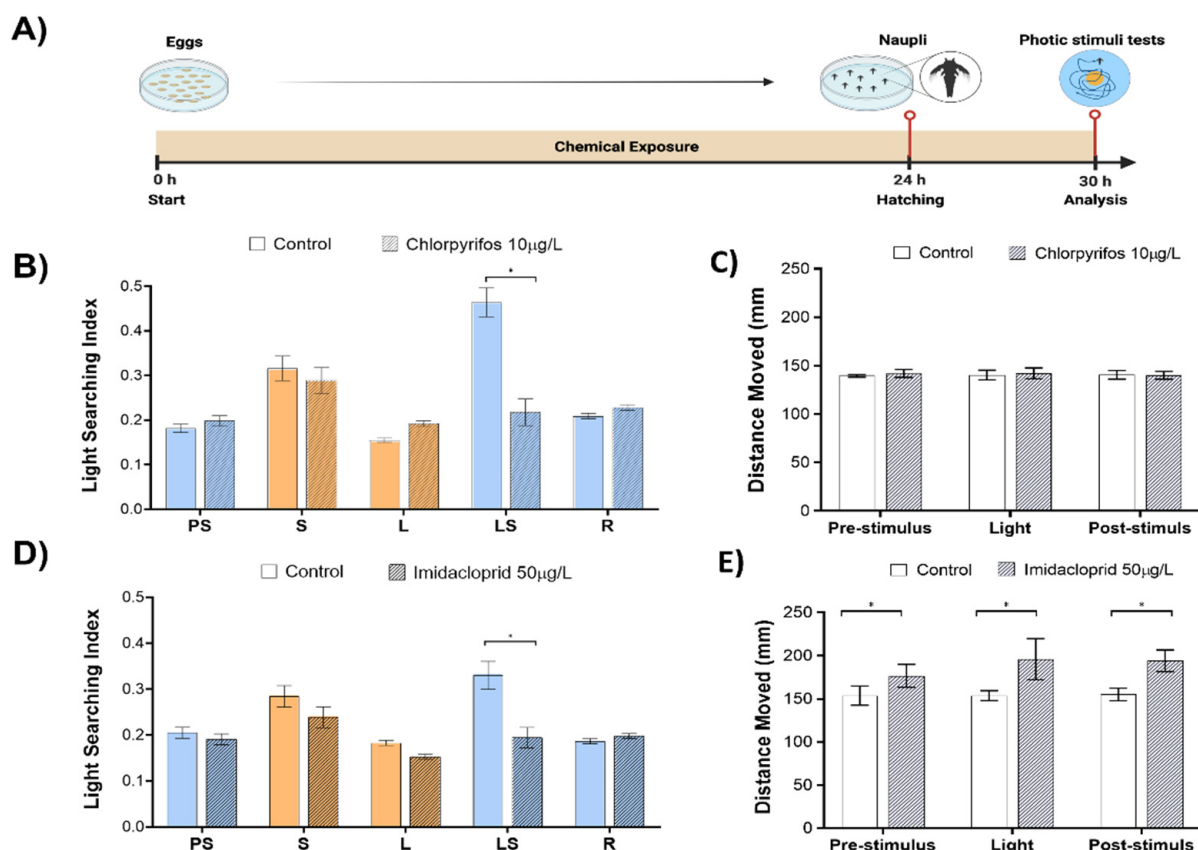 A)
Eggs
Naupli
Photic stimuli tests
Chemical Exposure
0 h
Start
24 h
Hatching
30 h
Analysis
B)
Control
Chlorpyrifos 10μg/L
Light Searching Index
0.5
0.4
0.3
0.2
0.1
0.0
*
PS
S
L
LS
R
C)
Control
Chlorpyrifos 10μg/L
Distance Moved (mm
250
200
150
100
50
0
Pre-stimulus
Light
Post-stimuls
D)
Control
Imidacloprid 50μg/L
Light Searching Index
0.5
0.4
0.3
0.2
0.1
0.0
*
PS
S
L
LS
R
E)
Control
Imidacloprid 50μg/L
Distance Moved (mm)
250
200
150
100
50
0
*
*
*
Pre-stimulus
Light
Post-stimuls